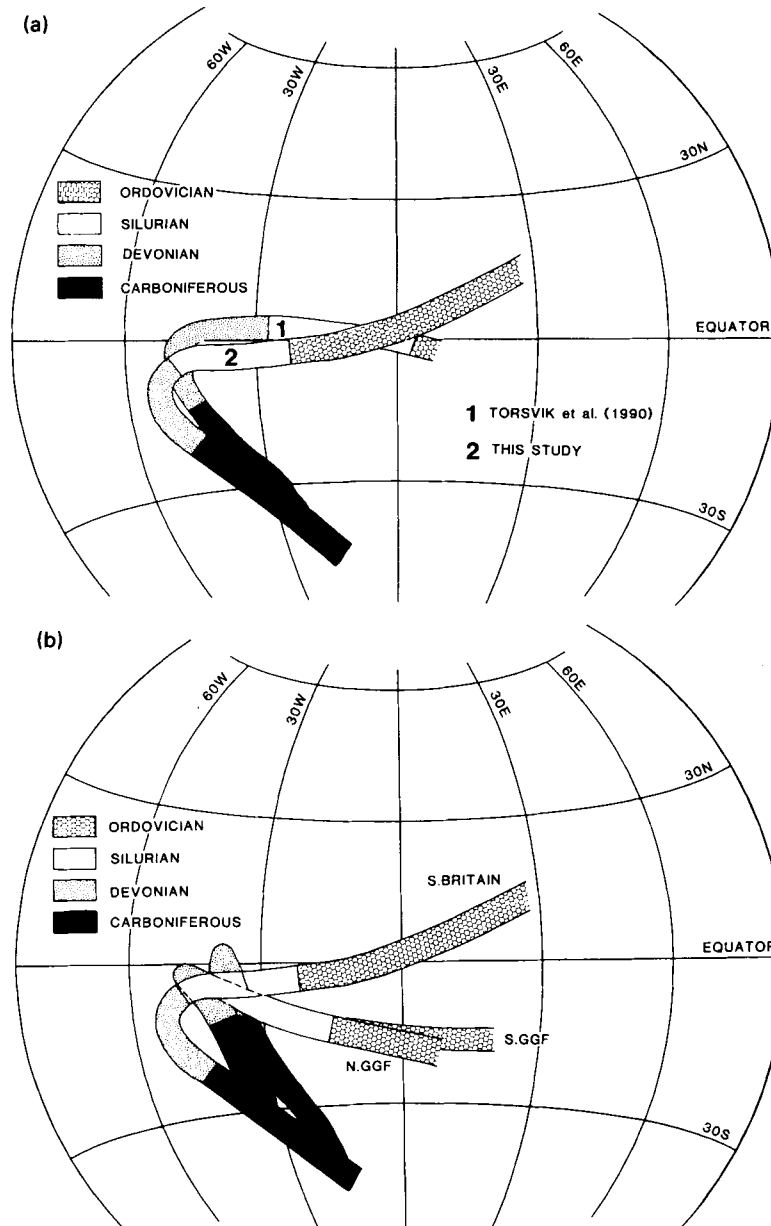 (a)
60W
30W
30E
60E
30N
ORDOVICIAN
SILURIAN
DEVONIAN
CARBONIFEROUS
1
EQUATOR
2
1 TORSVIK et al. (1990)
2 THIS STUDY
30S
(b)
60W
30W
30E
60E
30N
ORDOVICIAN
SILURIAN
DEVONIAN
CARBONIFEROUS
S.BRITAIN
EQUATOR
S.GGF
N.GGF
30S